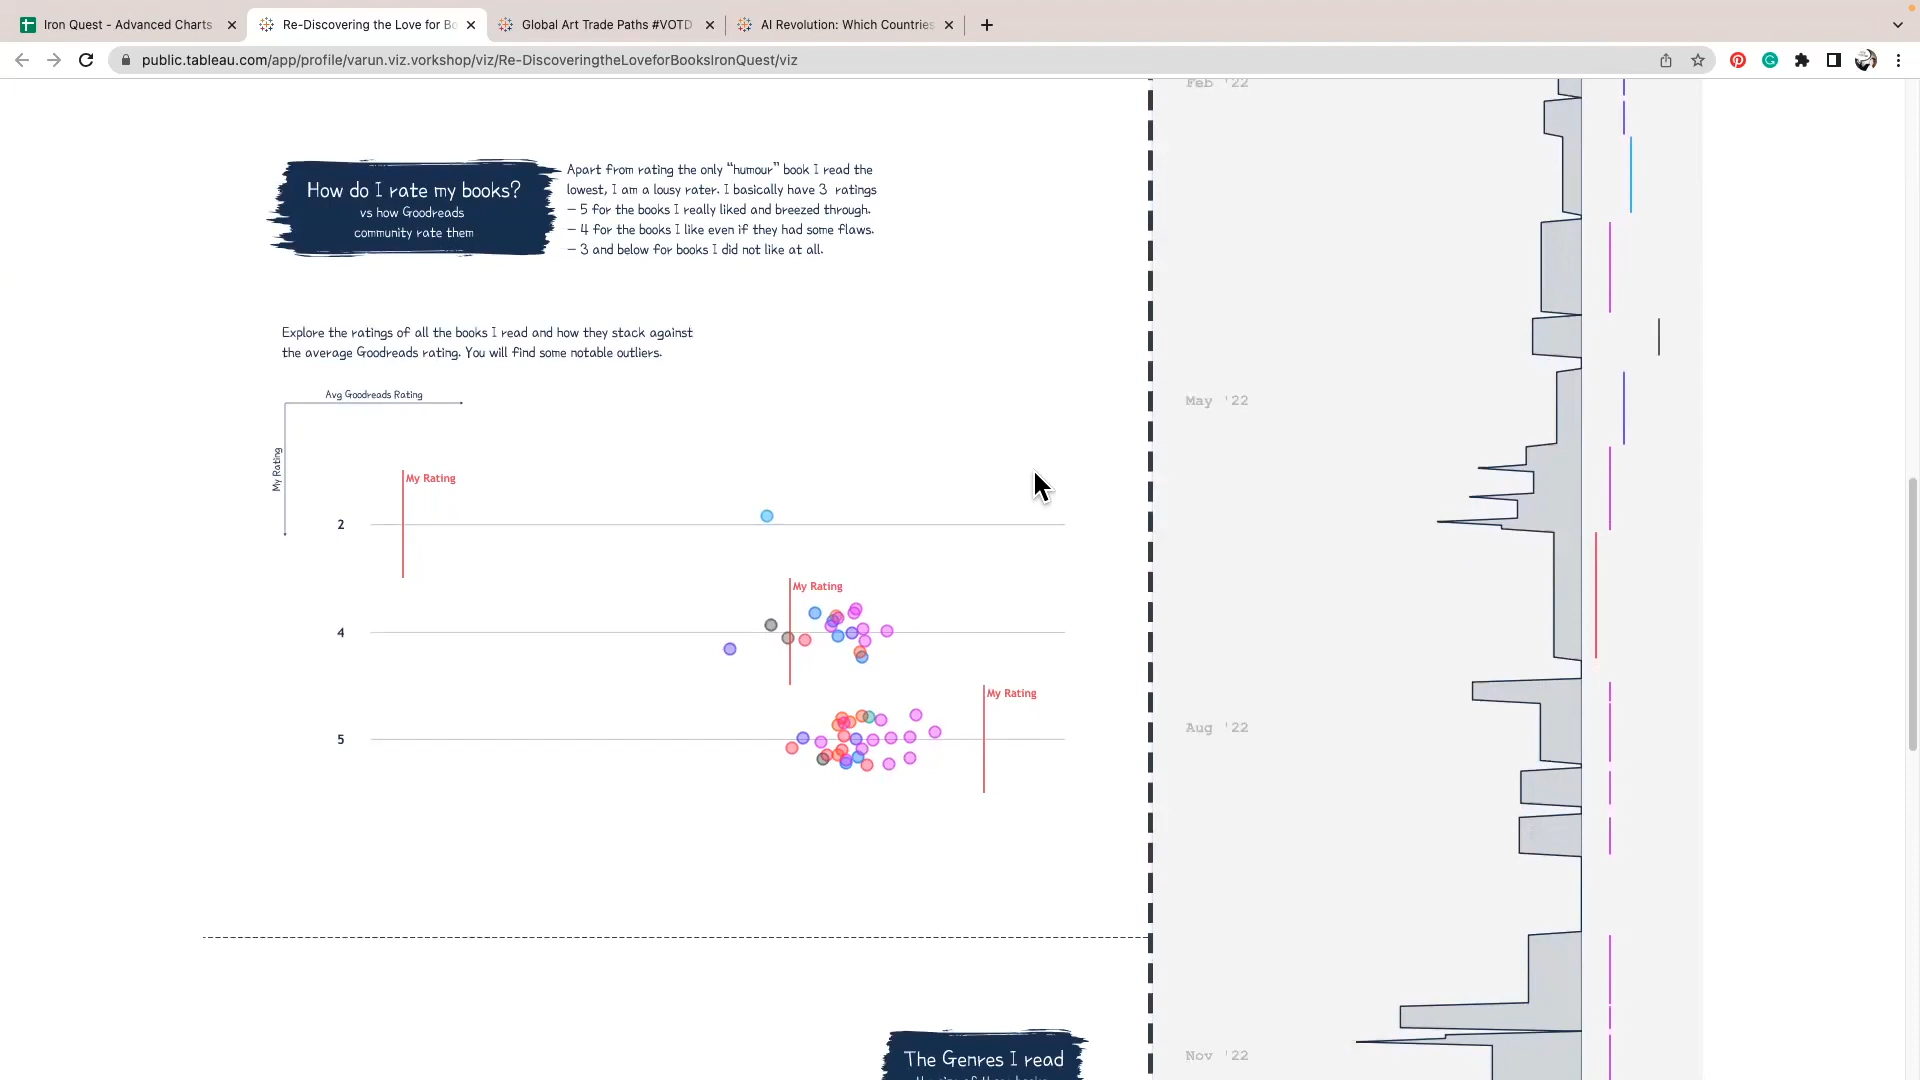 Iron Quest - Advanced Charts
Re-Discovering the Love for Bo
Global Art Trade Paths #VOTD
AI Revolution: Which Countries
public.tableau.com/app/profile/varun.viz.vorkshop/viz/Re-DiscoveringtheLoveforBooksIronQuest/viz
How do I rate my books?
vs how Goodreads
community rate them
Apart from rating the only “humour” book I read the
lowest, I am a lousy rater. I basically have 3 ratings
– 5 for the books I really liked and breezed through.
– 4 for the books I like even if they had some flaws.
– 3 and below for books I did not like at all.
Explore the ratings of all the books I read and how they stack against
the average Goodreads rating. You will find some notable outliers.
Avg Goodreads Rating
My Rating
My Rating
2
My Rating
4
My Rating
5
The Genres I read
Feb '22
May '22
Aug '22
Nov '22